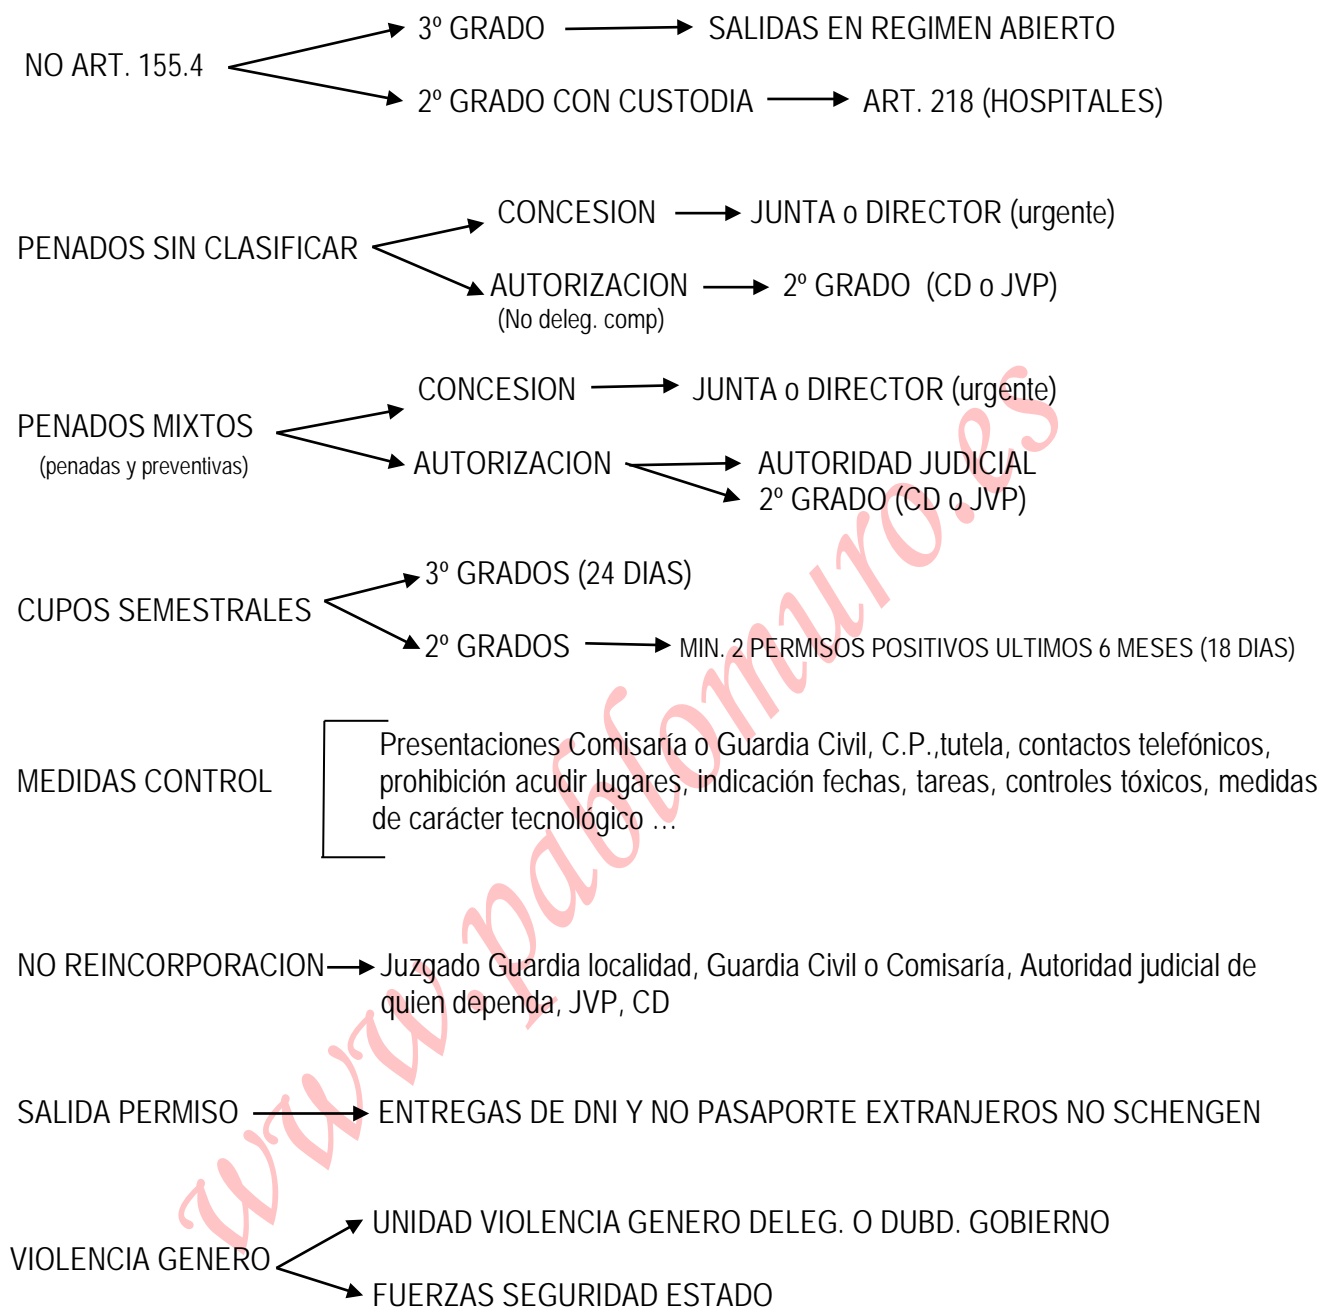 3º GRADO
SALIDAS EN REGIMEN ABIERTO
NO ART. 155.4
2º GRADO CON CUSTODIA
ART. 218 (HOSPITALES)
CONCESION
JUNTA o DIRECTOR (urgente)
PENADOS SIN CLASIFICAR
AUTORIZACION
2º GRADO (CD o JVP)
(No deleg. comp)
CONCESION
JUNTA o DIRECTOR (urgente)
PENADOS MIXTOS
(penadas y preventivas)
AUTORIZACION
AUTORIDAD JUDICIAL
2º GRADO (CD o JVP)
3º GRADOS (24 DIAS)
CUPOS SEMESTRALES
2º GRADOS
MIN. 2 PERMISOS POSITIVOS ULTIMOS 6 MESES (18 DIAS)
Presentaciones Comisaría o Guardia Civil, C.P.,tutela, contactos telefónicos,
MEDIDAS CONTROL
prohibición acudir lugares, indicación fechas, tareas, controles tóxicos, medidas
de carácter tecnológico ...
NO REINCORPORACION
Juzgado Guardia localidad, Guardia Civil o Comisaría, Autoridad judicial de
quien dependa, JVP, CD
SALIDA PERMISO
ENTREGAS DE DNI Y NO PASAPORTE EXTRANJEROS NO SCHENGEN
UNIDAD VIOLENCIA GENERO DELEG. O DUBD. GOBIERNO
VIOLENCIA GENERO
FUERZAS SEGURIDAD ESTADO
www.pablomuro.es